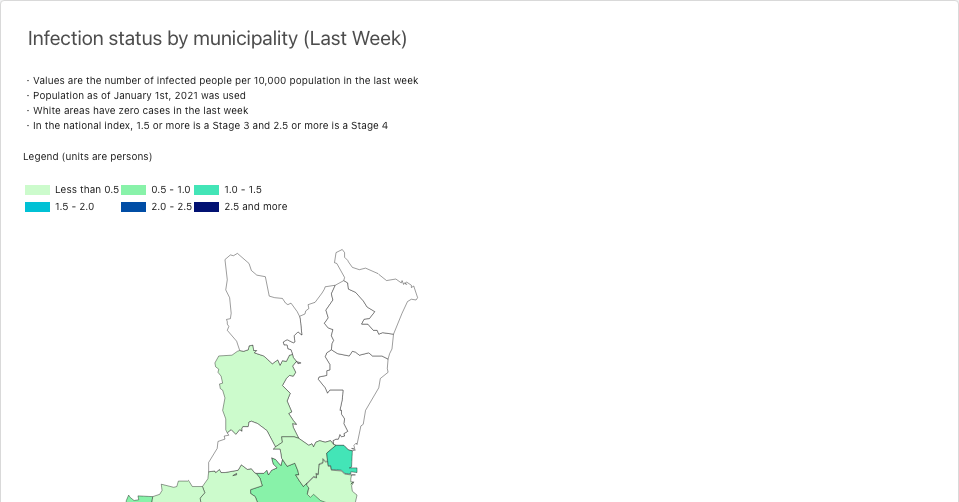 Infection status by municipality (Last Week)
· Values are the number of infected people per 10,000 population in the last week
· Population as of January 1st, 2021 was used
· White areas have zero cases in the last week
· In the national index, 1.5 or more is a Stage 3 and 2.5 or more is a Stage 4
Legend (units are persons)
Less than 0.5 0.5 - 1.0 1.0 - 1.5
1.5 - 2.0 2.0 - 2.5 2.5 and more